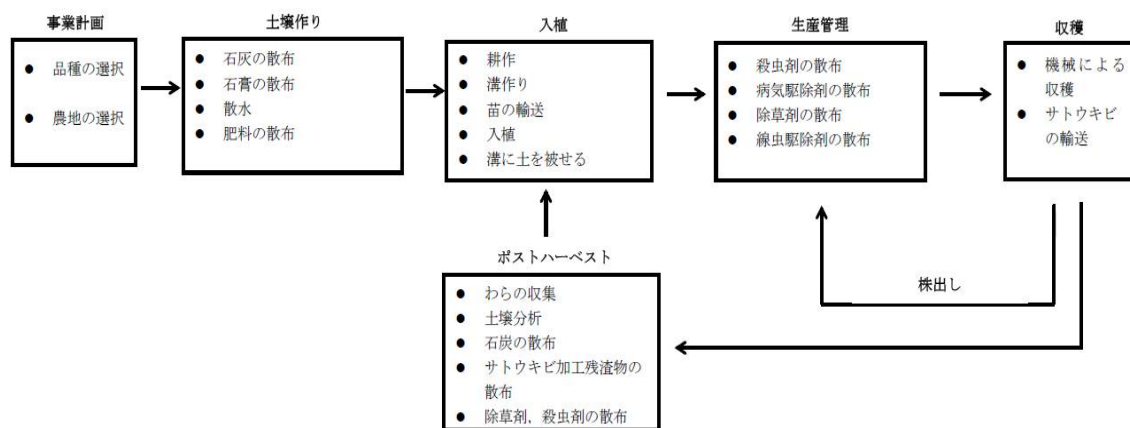 事業計画
● 品種の選択
● 農地の選択
土壌作り
● 石灰の散布
● 石膏の散布
● 散水
● 肥料の散布
入植
● 耕作
● 溝作り
● 苗の輸送
● 入植
● 溝に土を被せる
生産管理
● 殺虫剤の散布
● 病気駆除剤の散布
● 除草剤の散布
● 線虫駆除剤の散布
収穫
● 機械による
収穫
● サトウキビ
の輸送
株出し
ポストハーベスト
● わらの収集
● 土壌分析
● 石炭の散布
● サトウキビ加工残渣物の
散布
● 除草剤，殺虫剤の散布